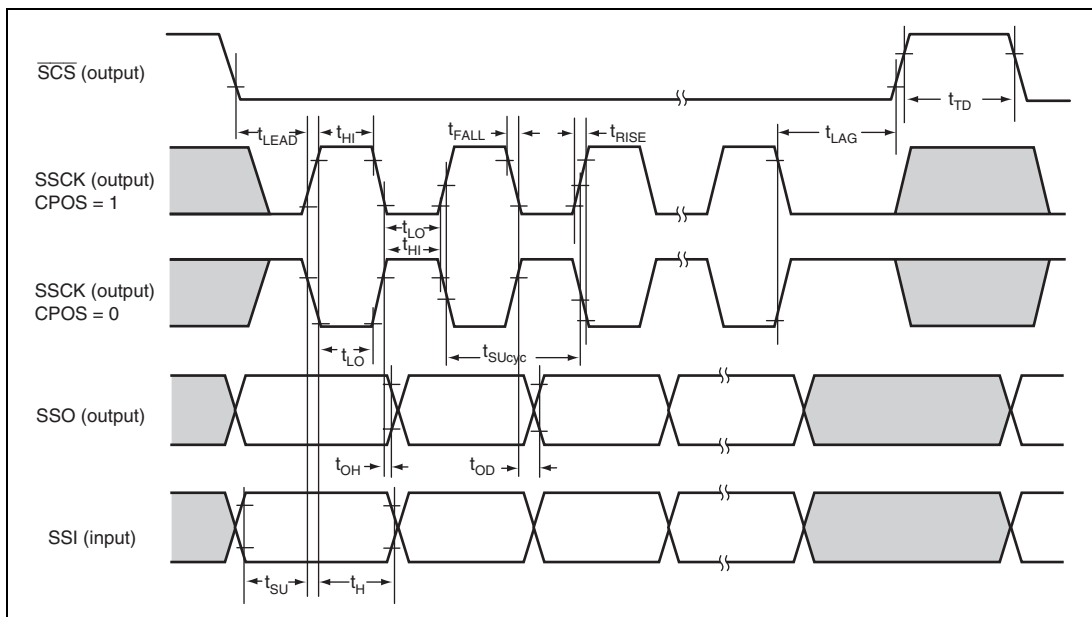 SCS (output)
tTD
tLEAD
tHI
tFALL
tRISE
tLAG
SSCK (output)
CPOS = 1
tLO
tHI
SSCK (output)
CPOS = 0
tLO
tSUcyc
SSO (output)
tOH
tOD
SSI (input)
tSU
tH